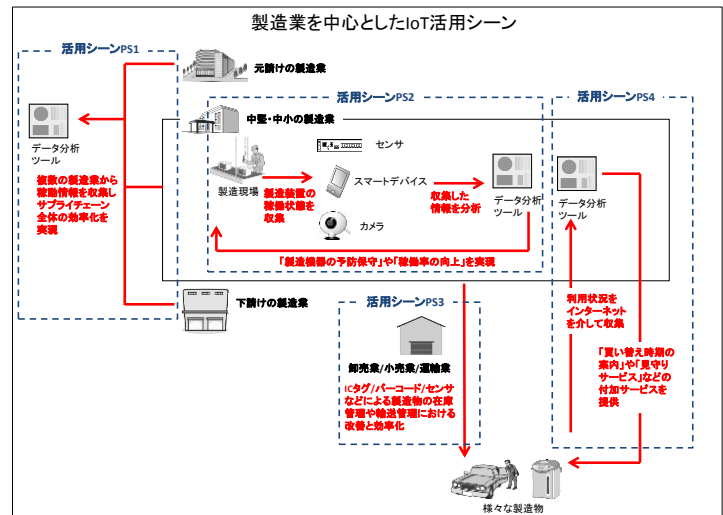 製造業を中心としたIoT活用シーン
活用シーンPS1
元請けの製造業
データ分析
ツール
複数の製造業から
稼動情報を収集し
サプライチェーン
全体の効率化を
実現
下請けの製造業
活用シーンPS2
中堅・中小の製造業
製造現場
製造装置の
稼働状態を
収集
センサ
スマートデバイス
カメラ
収集した
情報を分析
データ分析
ツール
「製造機器の予防保守」や「稼働率の向上」を実現
活用シーンPS3
卸売業/小売業/運輸業
ICタグ/バーコード/センサ
などによる製造物の在庫
管理や輸送管理における
改善と効率化
活用シーンPS4
データ分析
ツール
利用状況を
インターネット
を介して収集
「買い替え時期の
案内」や「見守り
サービス」などの
付加サービスを
提供
様々な製造物